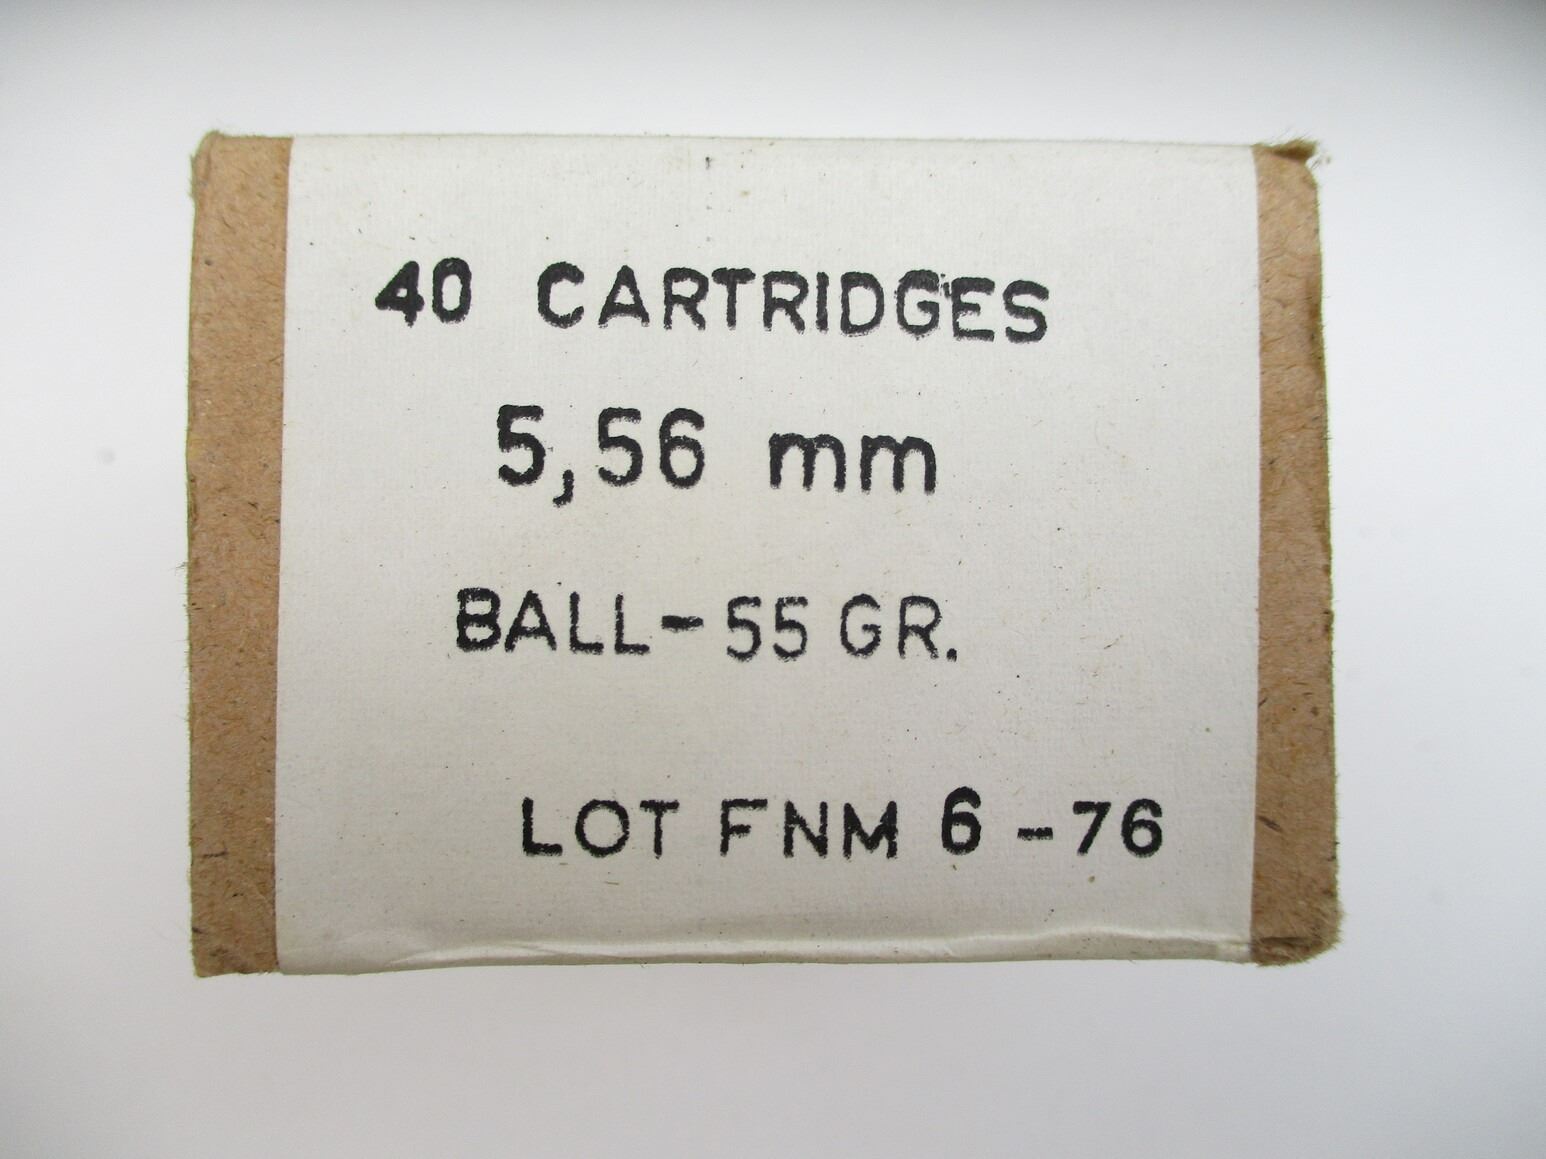 40 CARTRIDGES
5,56 mm
BALL-55 GR.
LOT FNM 6-76